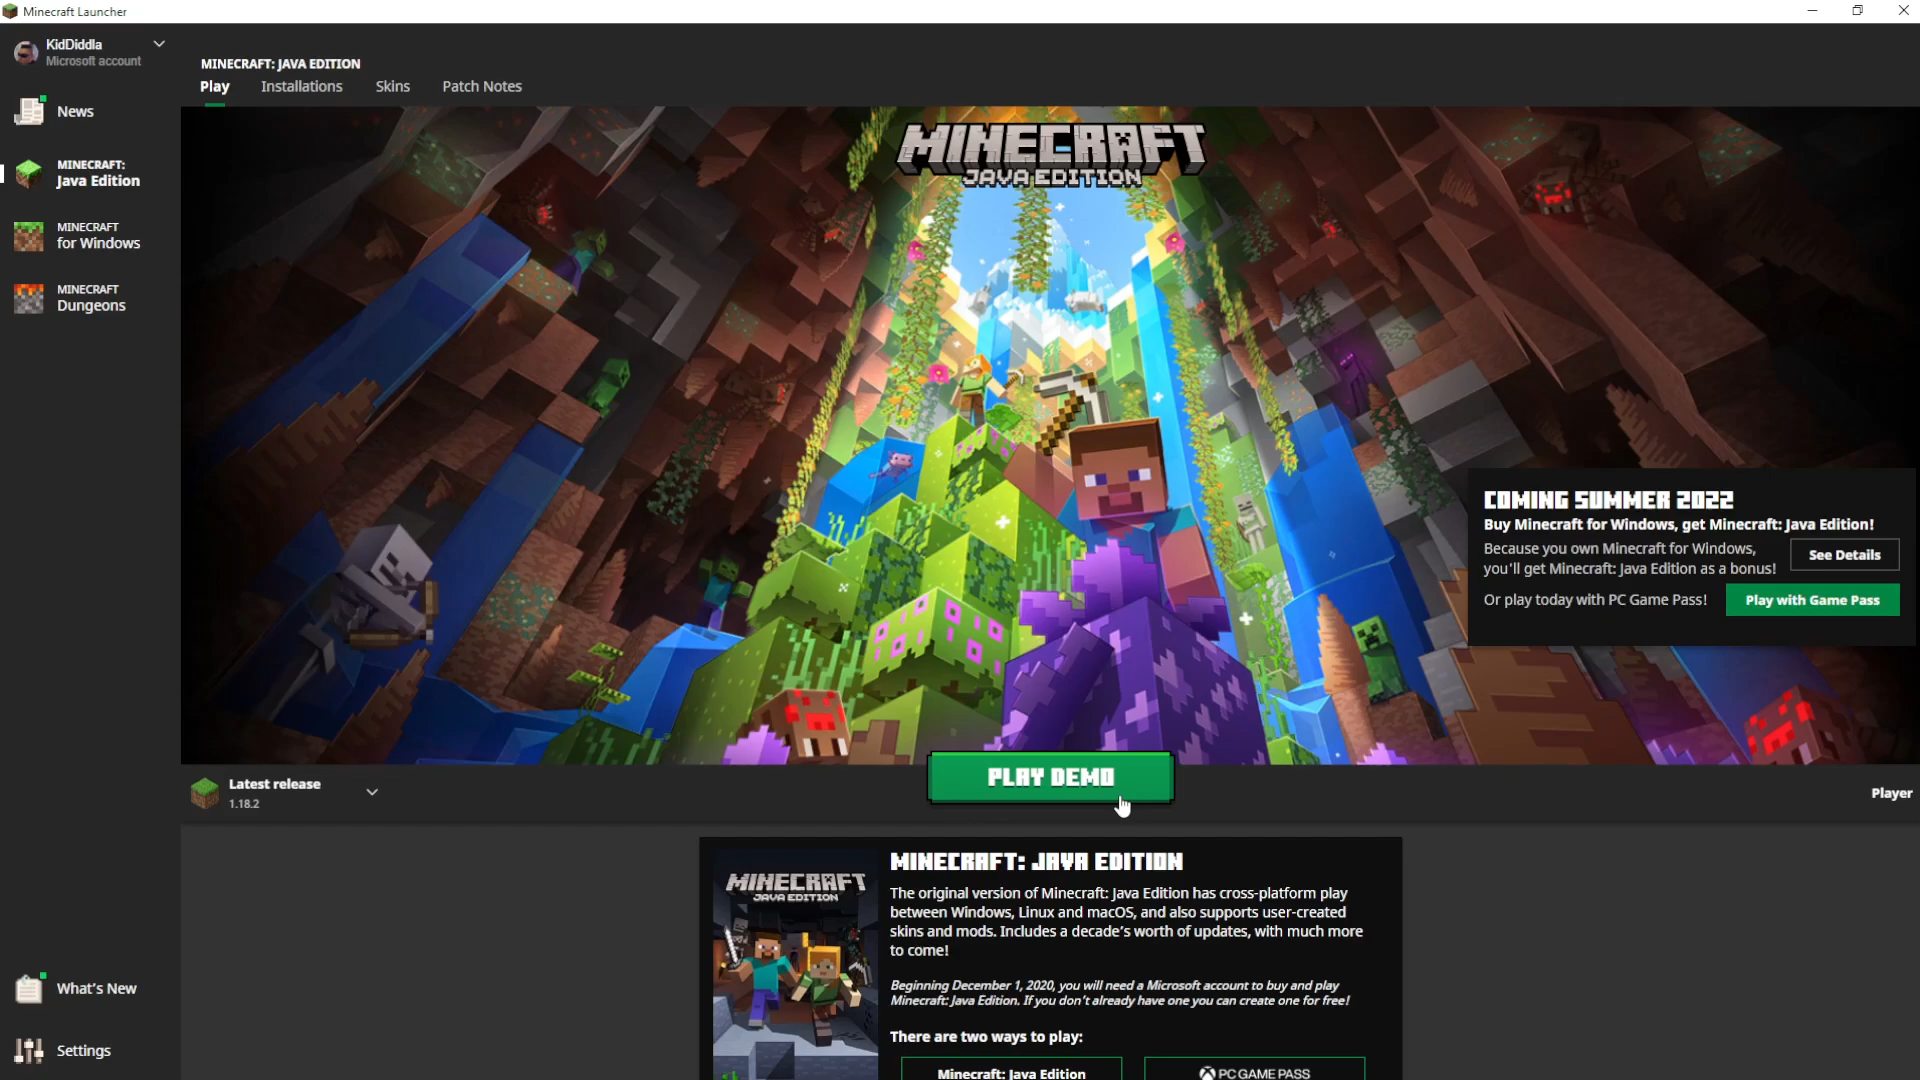 Minecraft Launcher
KidDiddla
Microsoft account
News
MINECRAFT:
Java Edition
MINECRAFT
for Windows
MINECRAFT
Dungeons
What's New
Settings
MINECRAFT: JAVA EDITION
Play Installations Skins Patch Notes
MINECRAFT
JAVA EDITION
COMING SUMMER 2022
Buy Minecraft for Windows, get Minecraft: Java Edition!
Because you own Minecraft for Windows,
you'll get Minecraft: Java Edition as a bonus!
See Details
Or play today with PC Game Pass!
Play with Game Pass
Latest release
1.18.2
PLAY DEMO
Player
MINECRAFT
JAVA EDITION
MINECRAFT: JAVA EDITION
The original version of Minecraft: Java Edition has cross-platform play
between Windows, Linux and macOS, and also supports user-created
skins and mods. Includes a decade's worth of updates, with much more
to come!
Beginning December 1, 2020, you will need a Microsoft account to buy and play
Minecraft: Java Edition. If you don't already have one you can create one for free!
There are two ways to play:
Minecraft: Java Edition
PC GAME PASS